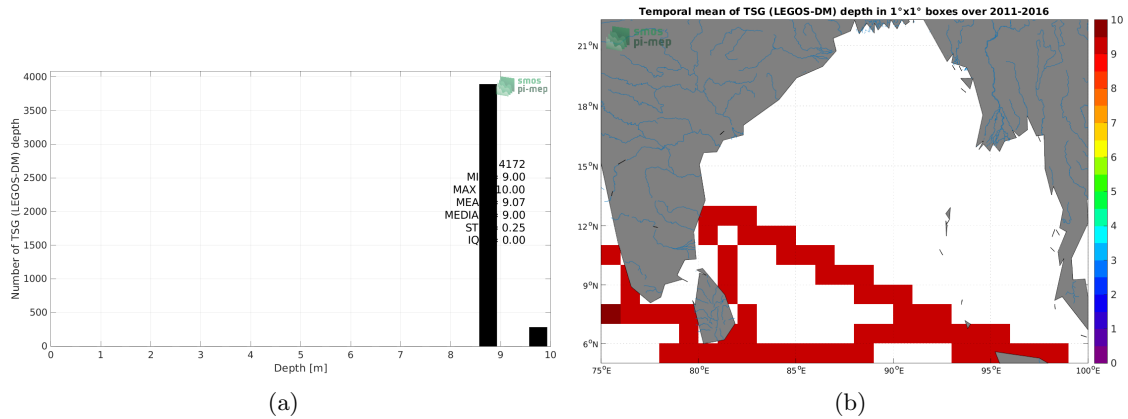 Temporal mean of TSG (LEGOS-DM) depth in 1°x1° boxes over 2011-2016
smos
pi-mep
4000
3500
3000
2500
2000
1500
1000
500
0
Number of TSG (LEGOS-DM) depth
4172
9.00
10.00
9.07
9.00
0.25
0.00
0 1 2 3 4 5 6 7 8 9 10
Depth [m]
(a)
smos
pi-mep
21°N
18°N
15°N
12°N
9°N
6°N
75°E 80°E 85°E 90°E 95°E 100°E
10
9
8
7
6
5
4
3
2
1
0
(b)